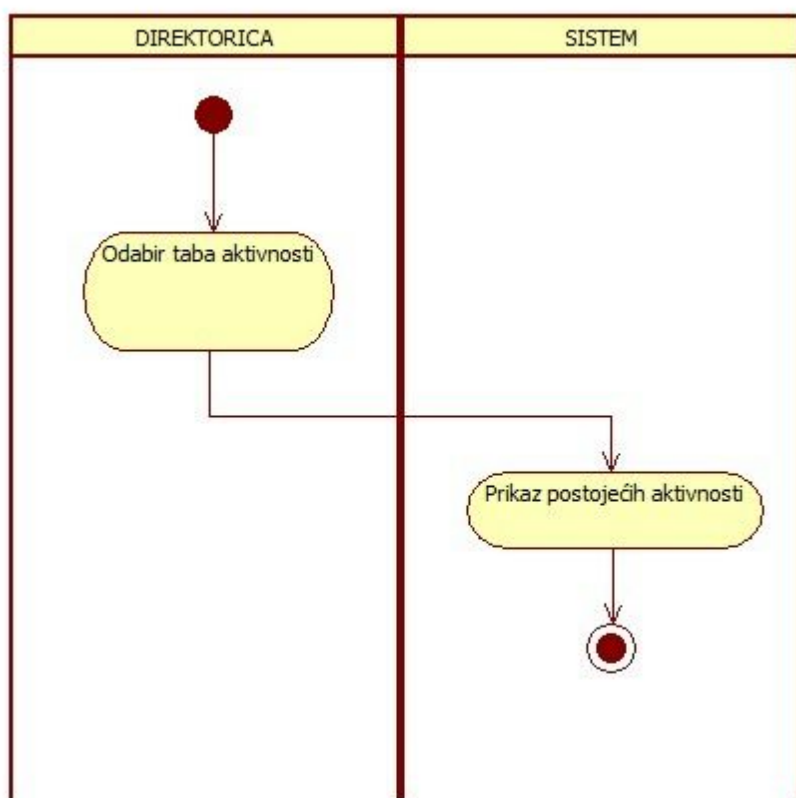 DIREKTORICA
SISTEM
Odabir taba aktivnosti
Prikaz postojećih aktivnosti